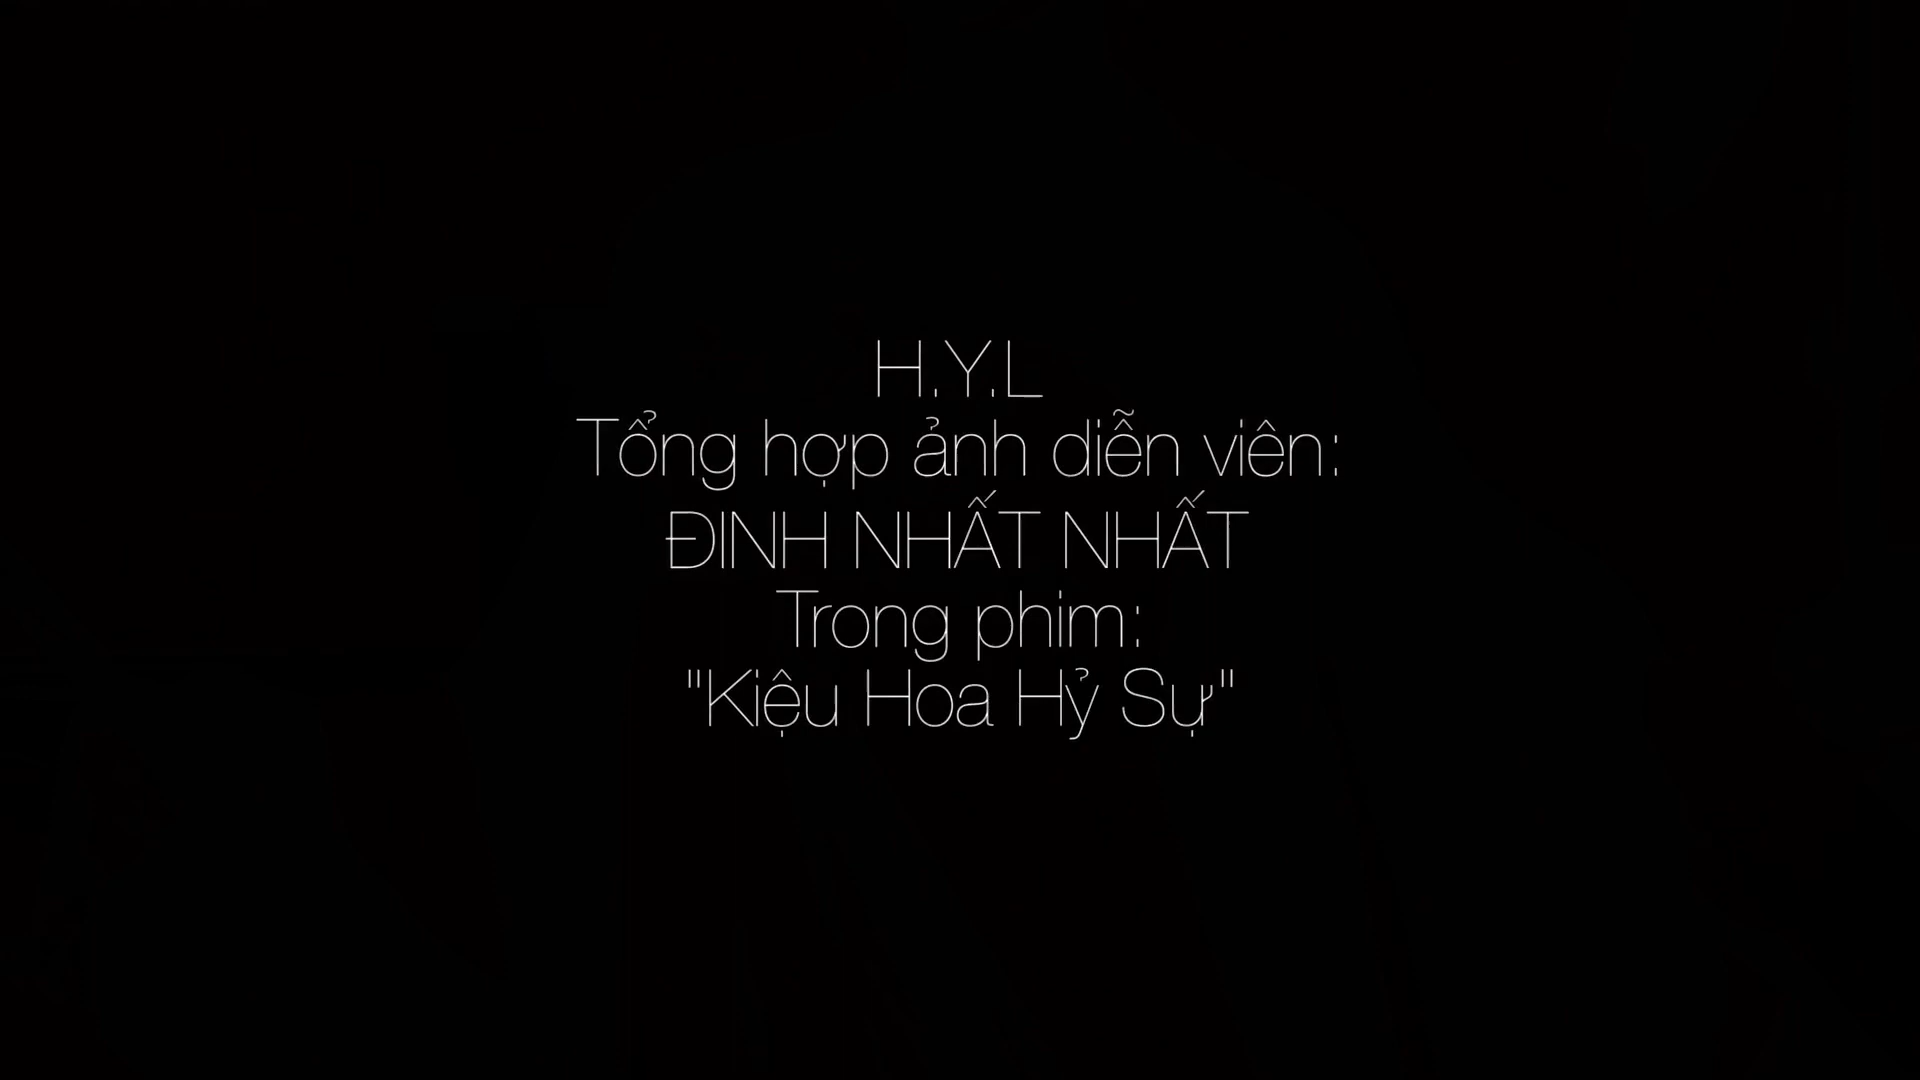 H.Y.L
Tổng hợp ảnh diễn viên:
ĐINH NHẤT NHẤT
Trong phim:
"Kiệu Hoa Hỷ Sự"